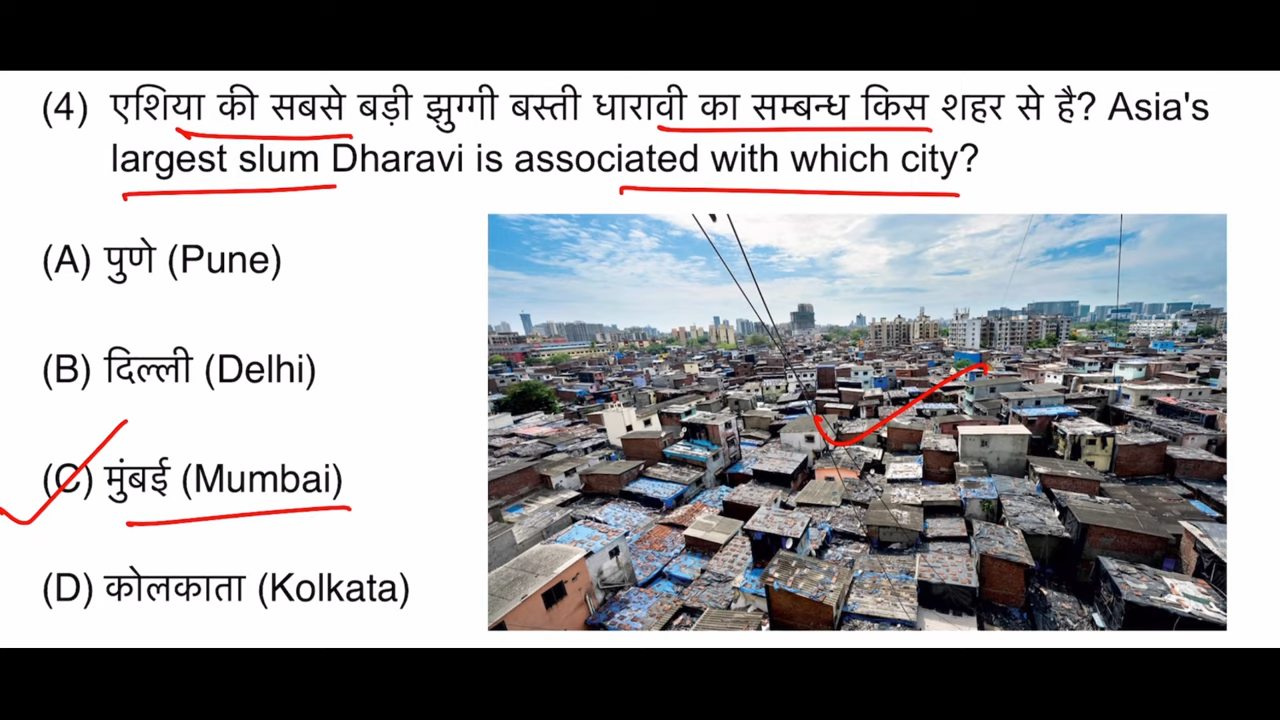 (4) एशिया की सबसे बड़ी झुग्गी बस्ती धारावी का सम्बन्ध किस शहर से है? Asia's
largest slum Dharavi is associated with which city?
(A) पुणे (Pune)
(B) दिल्ली (Delhi)
(C) मुंबई (Mumbai)
(D) कोलकाता (Kolkata)